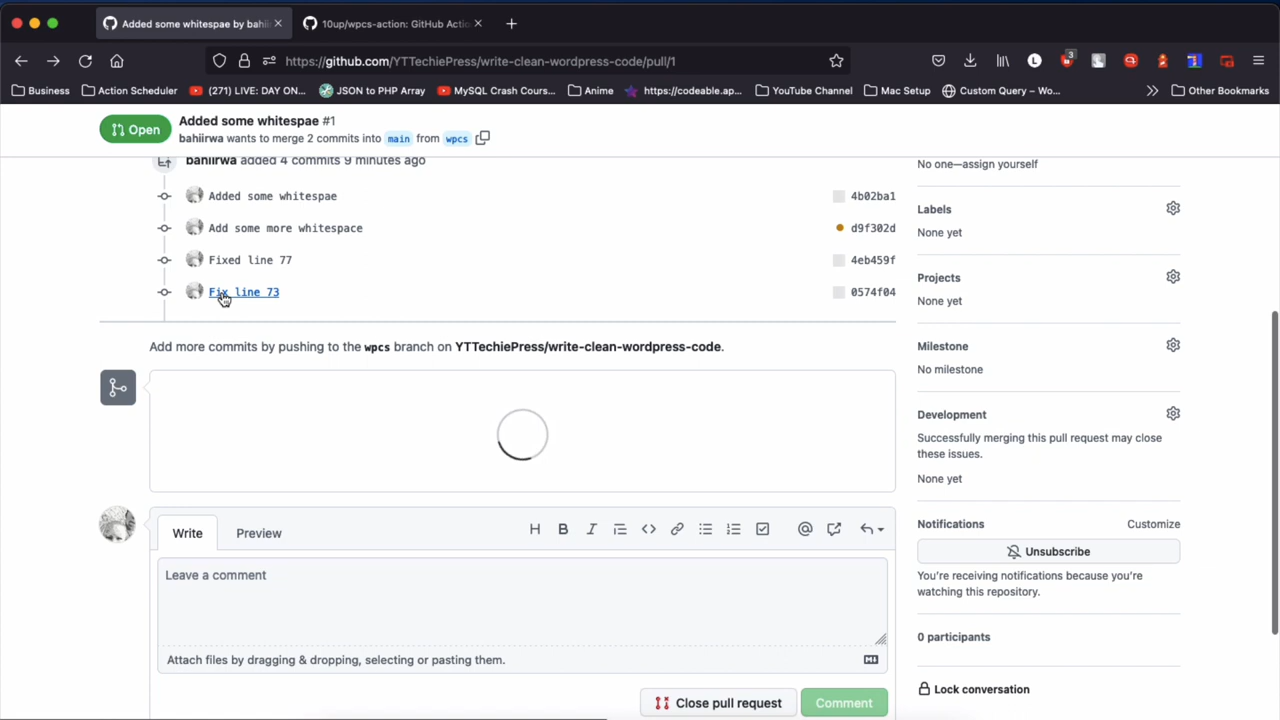 Added some whitespae by bahii
10up/wpcs-action: GitHub Actio
https://github.com/YTTechiePress/write-clean-wordpress-code/pull/1
L
3
Business
Action Scheduler
(271) LIVE: DAY ON...
JSON to PHP Array
MySQL Crash Cours...
Anime
https://codeable.ap...
YouTube Channel
Mac Setup
Custom Query – Wo...
Other Bookmarks
Open
Added some whitespae #1
bahiirwa wants to merge 2 commits into main from wpcs
bahiirwa added 4 commits 9 minutes ago
Added some whitespae 4b02ba1
Add some more whitespace d9f302d
Fixed line 77 4eb459f
Fix line 73 0574f04
Add more commits by pushing to the wpcs branch on YTTechiePress/write-clean-wordpress-code.
Write
Preview
Leave a comment
Attach files by dragging & dropping, selecting or pasting them.
Close pull request
Comment
No one—assign yourself
Labels
None yet
Projects
None yet
Milestone
No milestone
Development
Successfully merging this pull request may close
these issues.
None yet
Notifications
Customize
Unsubscribe
You're receiving notifications because you're
watching this repository.
0 participants
Lock conversation